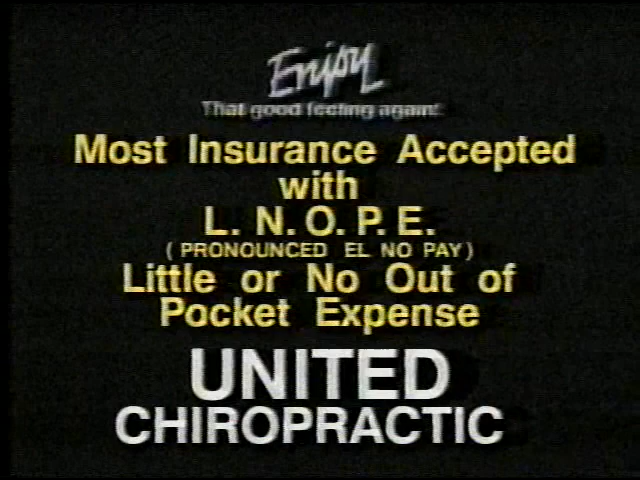 Enjoy
That good feeling again!
Most Insurance Accepted
with
L. N. O. P. E.
( PRONOUNCED EL NO PAY )
Little or No Out of
Pocket Expense
UNITED
CHIROPRACTIC